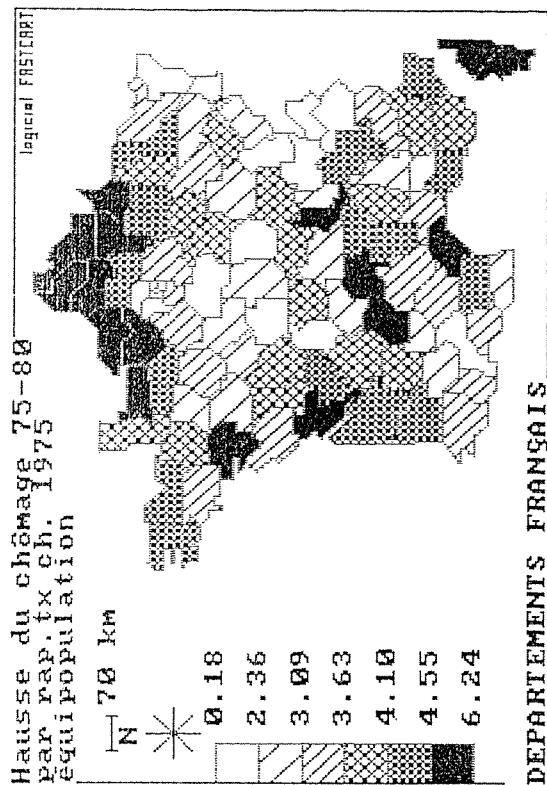 Hausse du chômage 75-80
par rap.tx ch. 1975
équipopulation
logiciel FASTCART
70 km
N
0.18
2.36
3.09
3.63
4.10
4.55
6.24
DEPARTEMENTS FRANÇAIS